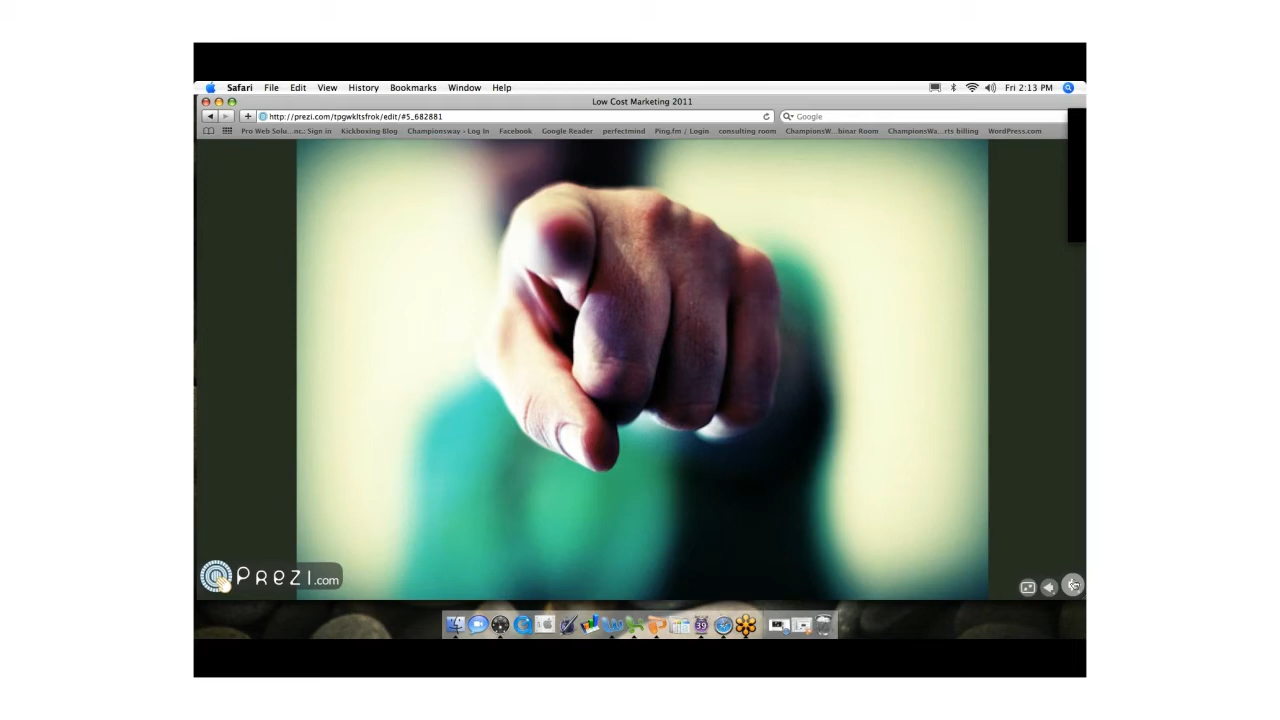 Safari File Edit View History Bookmarks Window Help Fri 2:13 PM
Low Cost Marketing 2011
http://prezi.com/tpgwkltsfrok/edit/#5_682881 Google
Pro Web Solu...nc.: Sign in Kickboxing Blog Championsway › Log In Facebook Google Reader perfectmind Ping.fm / Login consulting room ChampionsW...binar Room ChampionsWa...rts billing WordPress.com
PREZI.com
39